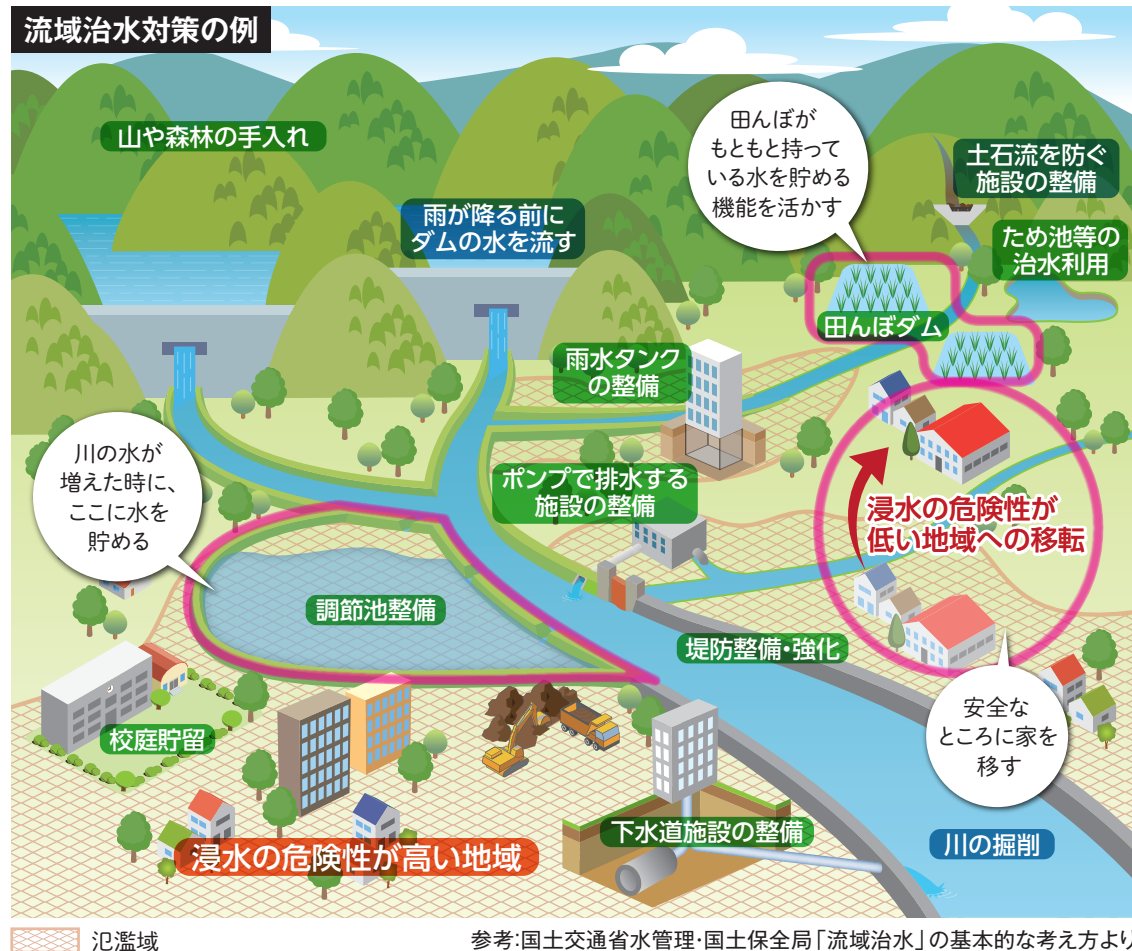 流域治水対策の例
山や森林の手入れ
雨が降る前に
ダムの水を流す
田んぼが
もともと持って
いる水を貯める
機能を活かす
土石流を防ぐ
施設の整備
ため池等の
治水利用
田んぼダム
雨水タンク
の整備
川の水が
増えた時に、
ここに水を
貯める
ポンプで排水する
施設の整備
浸水の危険性が
低い地域への移転
調節池整備
堤防整備・強化
安全な
ところに家を
移す
校庭貯留
下水道施設の整備
川の掘削
浸水の危険性が高い地域
氾濫域
参考:国土交通省水管理・国土保全局「流域治水」の基本的な考え方より